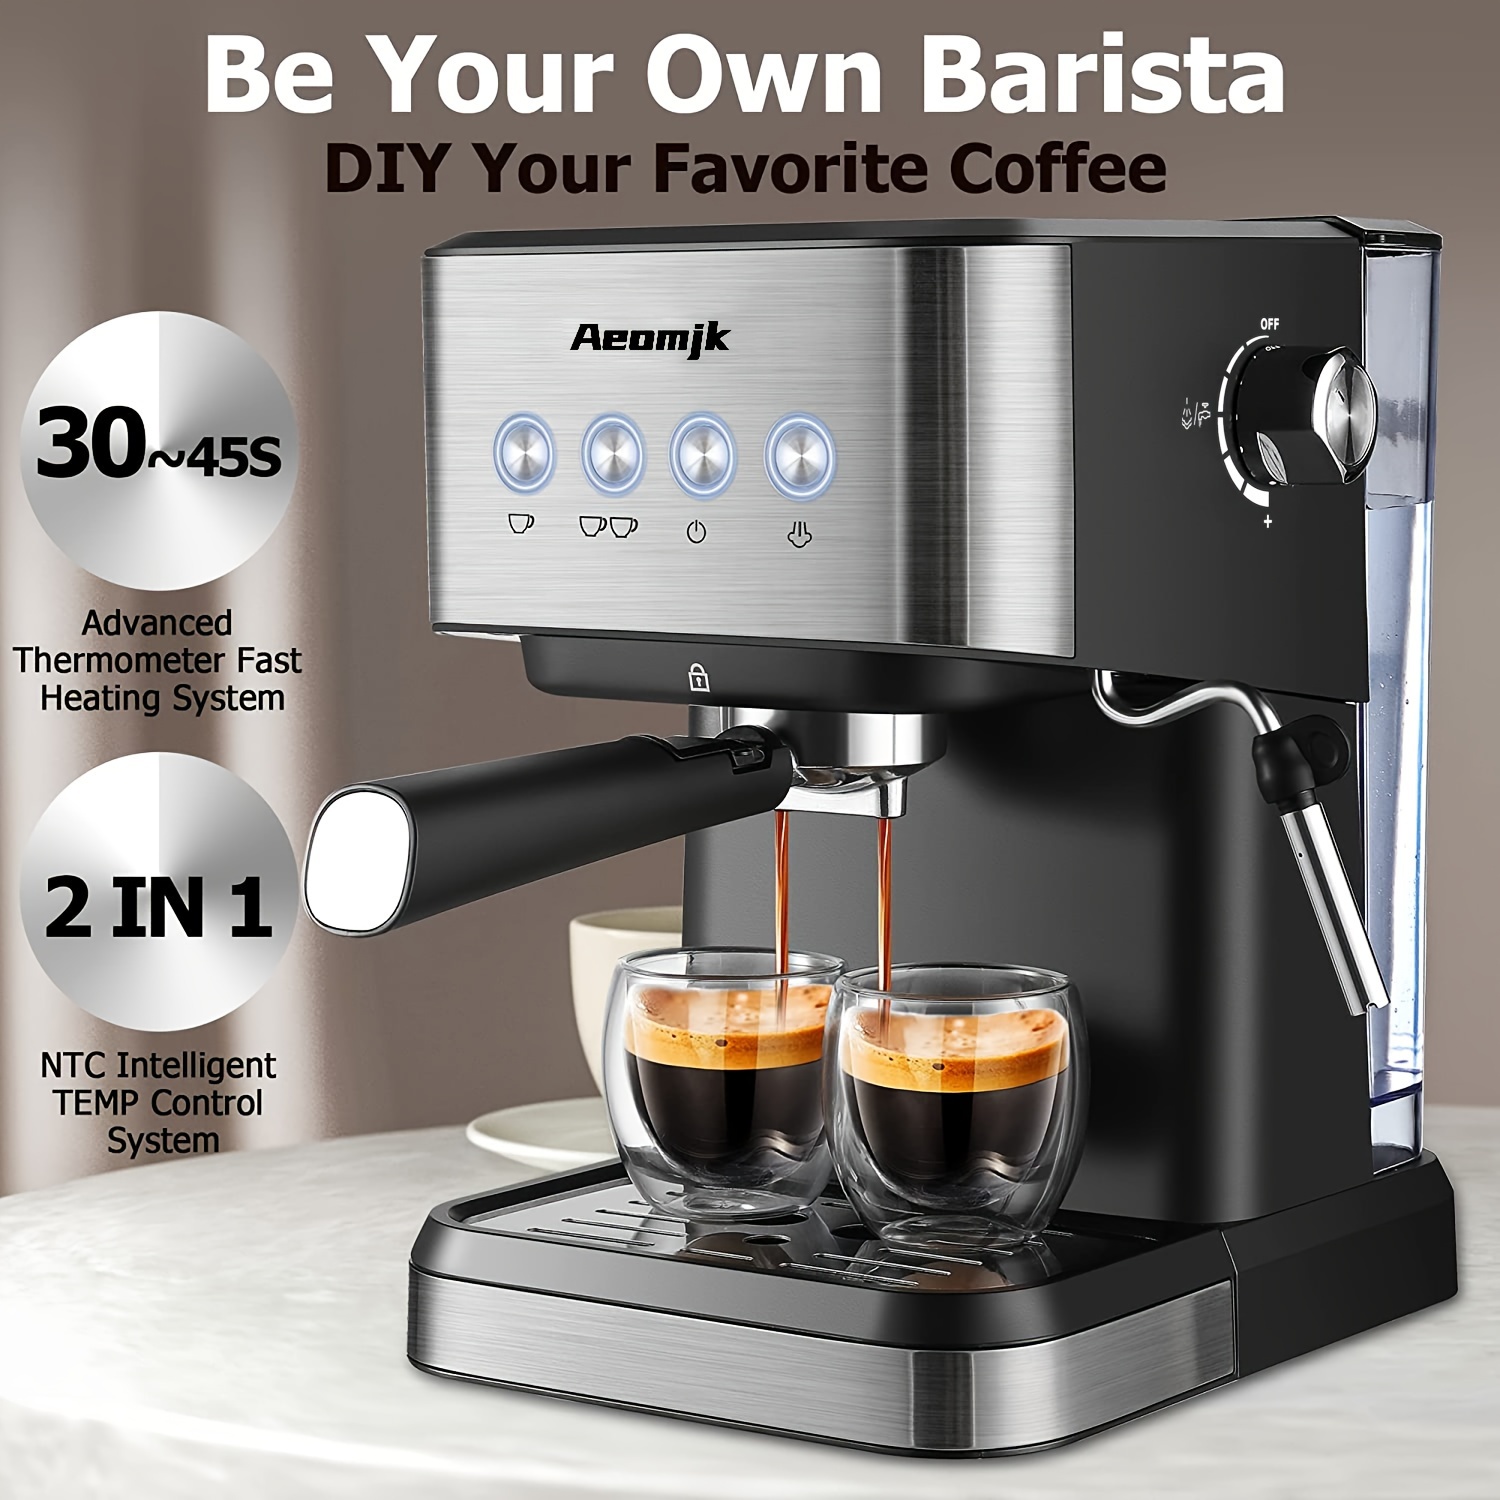 Be Your Own Barista
DIY Your Favorite Coffee
Aeomjk
OFF
+
30~45S
Advanced
Thermometer Fast
Heating System
2 IN 1
NTC Intelligent
TEMP Control
System